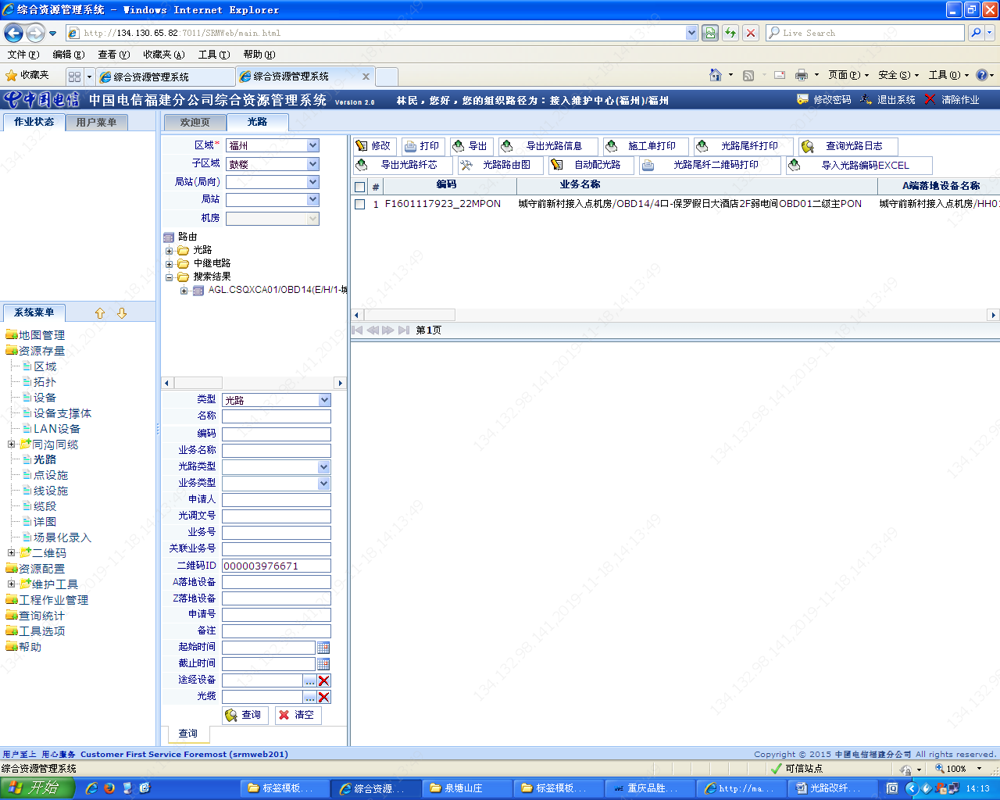 综合资源管理系统 - Windows Internet Explorer
http://134.130.65.82:7011/SRMWeb/main.html
Live Search
文件(F) 编辑(E) 查看(V) 收藏夹(A) 工具(T) 帮助(H)
收藏夹 综合资源管理系统 综合资源管理系统 页面(P) 安全(S) 工具(O)
中国电信 中国电信福建分公司综合资源管理系统 Version 2.0 林民，您好，您的组织路径为：接入维护中心(福州)/福州 修改密码 退出系统 清除作业
作业状态 用户菜单
欢迎页 光路
区域* 福州
子区域 鼓楼
局站(局向)
局站
机房
路由
光路
中继电路
搜索结果
AGL.CSQXCA01/OBD14(E/H/1-城
修改 打印 导出 导出光路信息 施工单打印 光路尾纤打印 查询光路日志
导出光路纤芯 光路路由图 自动配光路 光路尾纤二维码打印 导入光路编码EXCEL
# 编码 业务名称 A端落地设备名称
1 F1601117923_22MPON 城守前新村接入点机房/OBD14/4口-保罗假日大酒店2F弱电间OBD01二级主PON 城守前新村接入点机房/HH01
第1页
系统菜单
地图管理
资源存量
区域
拓扑
设备
设备支撑体
LAN设备
同沟同缆
光路
点设施
线设施
缆段
详图
场景化录入
二维码
资源配置
维护工具
工程作业管理
查询统计
工具选项
帮助
类型 光路
名称
编码
业务名称
光路类型
业务类型
申请人
光调文号
业务号
关联业务号
二维码ID 000003976671
A落地设备
Z落地设备
申请号
备注
起始时间
截止时间
途经设备 ...
光缆 ...
查询 清空
查询
134.132.98.141,2019-11-18,14:13:49
用户至上 用心服务 Customer First Service Foremost (srmweb201)
Copyright © 2015 中国电信福建分公司 All rights reserved.
综合资源管理系统 可信站点 100%
开始 标签模板... 综合资源... 泉塘山庄 标签模板... 重庆品胜... http://ma... 光路改纤... 14:13